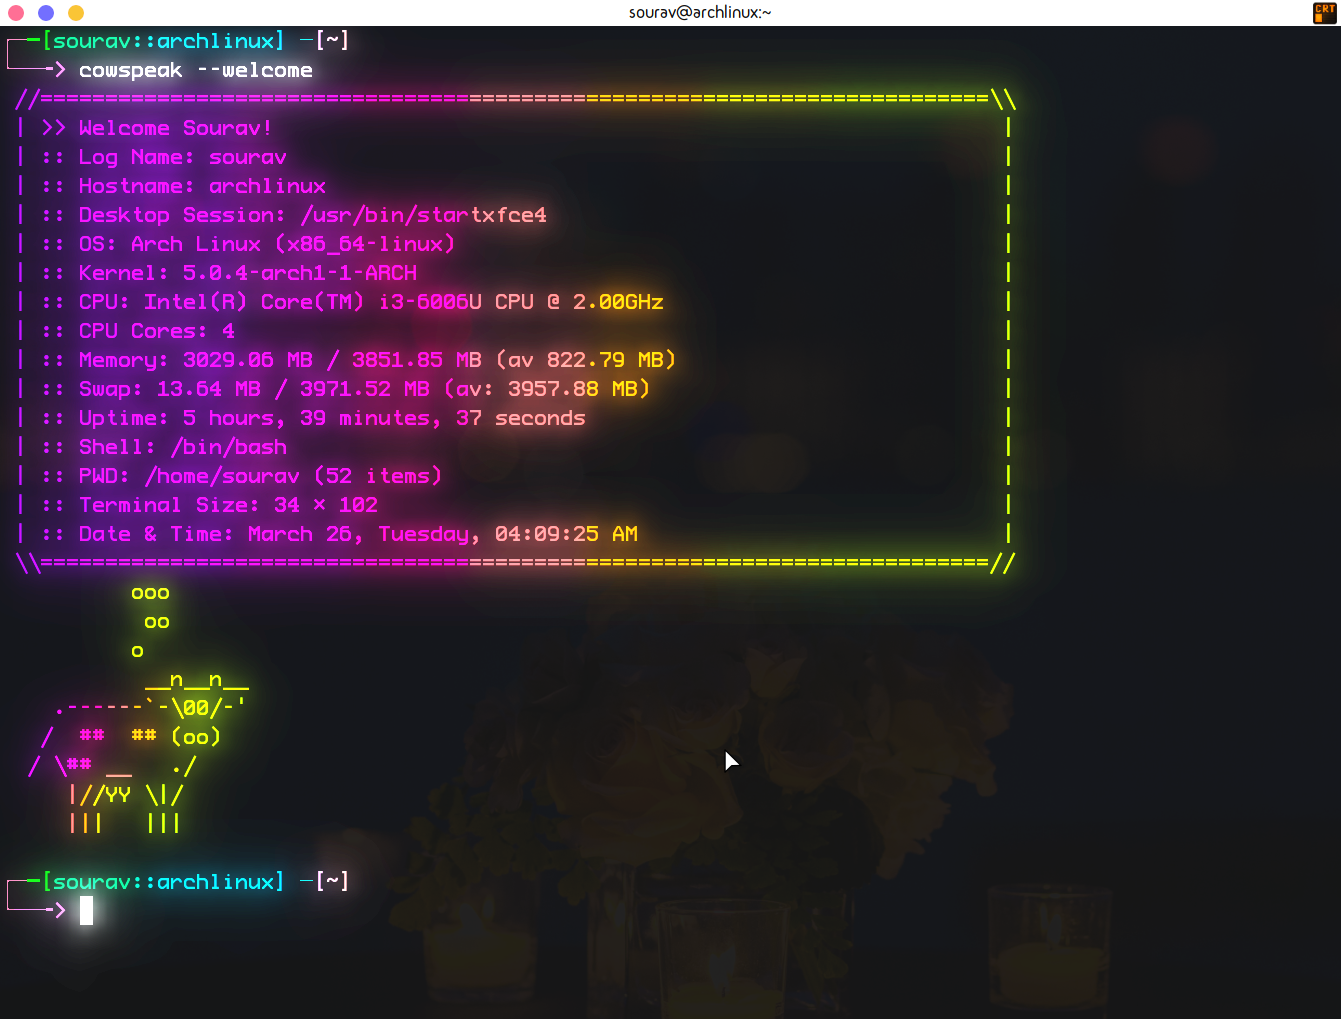 sourav@archlinux:~
CRT
┌──[sourav::archlinux] ─[~]
└───> cowspeak --welcome
//=========================================================================\\
| >> Welcome Sourav!                                                         |
| :: Log Name: sourav                                                        |
| :: Hostname: archlinux                                                     |
| :: Desktop Session: /usr/bin/startxfce4                                    |
| :: OS: Arch Linux (x86_64-linux)                                           |
| :: Kernel: 5.0.4-arch1-1-ARCH                                              |
| :: CPU: Intel(R) Core(TM) i3-6006U CPU @ 2.00GHz                           |
| :: CPU Cores: 4                                                            |
| :: Memory: 3029.06 MB / 3851.85 MB (av 822.79 MB)                          |
| :: Swap: 13.64 MB / 3971.52 MB (av: 3957.88 MB)                            |
| :: Uptime: 5 hours, 39 minutes, 37 seconds                                 |
| :: Shell: /bin/bash                                                        |
| :: PWD: /home/sourav (52 items)                                            |
| :: Terminal Size: 34 × 102                                                 |
| :: Date & Time: March 26, Tuesday, 04:09:25 AM                             |
\\=========================================================================//
          ooo
           oo
          o
           __n__n__
    .------`-\00/-'
   /  ##  ## (oo)
  / \## __   ./
     |//YY \|/
     |||   |||
┌──[sourav::archlinux] ─[~]
└───>